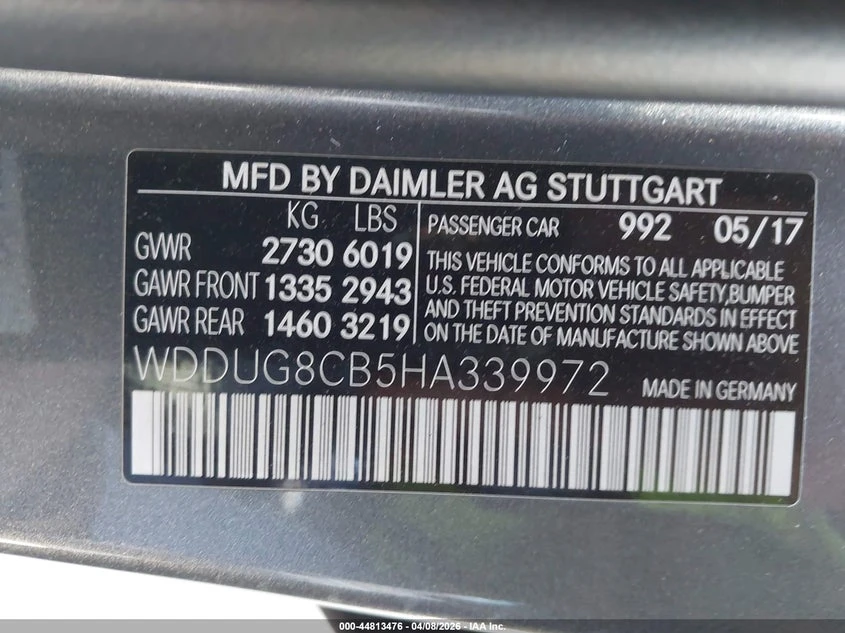 MFD BY DAIMLER AG STUTTGART
KG LBS
GVWR 2730 6019
GAWR FRONT 1335 2943
GAWR REAR 1460 3219
PASSENGER CAR 992 05/17
THIS VEHICLE CONFORMS TO ALL APPLICABLE
U.S. FEDERAL MOTOR VEHICLE SAFETY,BUMPER
AND THEFT PREVENTION STANDARDS IN EFFECT
ON THE DATE OF MANUFACTURE SHOWN ABOVE
WDDUG8CB5HA339972
MADE IN GERMANY
000-44813476 - 04/08/2026 - IAA Inc.